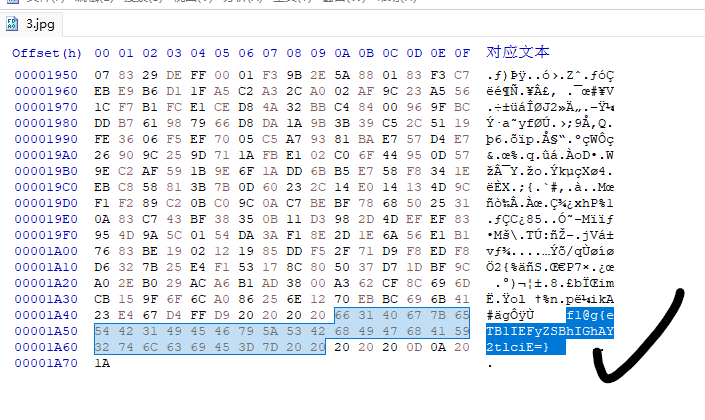 3.jpg
Offset(h) 00 01 02 03 04 05 06 07 08 09 0A 0B 0C 0D 0E 0F 对应文本
00001950 07 83 29 DE FF 00 01 F3 9B 2E 5A 88 01 83 F3 C7 .ƒ)Þÿ..ó›.Zˆ.ƒóÇ
00001960 EB E9 B6 D1 1F A5 C2 A3 2C A0 02 AF 9C 23 A5 56 ëé¶Ñ.¥Â£, .¯œ#¥V
00001970 1C F7 B1 FC E1 CE D8 4A 32 BB C4 84 00 96 9F BC .÷±üáÎØJ2»Ä„.–Ÿ¼
00001980 DD B7 61 98 79 66 D8 DA 1A 9B 3B 39 C5 2C 51 19 Ý·a˜yfØÚ.›;9Å,Q.
00001990 FE 36 06 F5 EF 70 05 C5 A7 93 81 BA E7 57 D4 E7 þ6.õïp.Å§“.ºçWÔç
000019A0 26 90 9C 25 9D 71 1A FB E1 02 C0 6F 44 95 0D 57 &.œ%.q.ûá.ÀoD•.W
000019B0 9E C2 AF 59 1B 9E 6F 1A DD 6B B5 E7 58 F8 34 1E žÂ¯Y.žo.ÝkµçXø4.
000019C0 EB C8 58 81 3B 7B 0D 60 23 2C 14 E0 14 13 4D 9C ëÈX.;{.`#,.à..Mœ
000019D0 F1 F2 89 C2 0B C0 9C 0A C7 BE BF 78 68 50 25 31 ñò‰Â.Àœ.Ç¾¿xhP%1
000019E0 0A 83 C7 43 BF 38 35 0B 11 D3 98 2D 4D EF EF 83 .ƒÇC¿85..Ó˜-Mïïƒ
000019F0 95 4D 9A 5C 01 54 DA 3A F1 8E 2D 1E 6A 56 E1 B1 •Mš\.TÚ:ñŽ-.jVá±
00001A00 76 83 BE 19 02 12 19 85 DD F5 2F 71 D9 F8 ED F8 vƒ¾....…Ýõ/qÙøíø
00001A10 D6 32 7B 25 E4 F1 53 17 8C 80 50 37 D7 1D BF 9C Ö2{%äñS.Œ€P7×.¿œ
00001A20 A0 2E B0 29 AC A6 B1 AD 38 00 A3 62 CF 8C 69 6D .°)¬¦±.8.£bÏŒim
00001A30 CB 15 9F 6F 6C A0 86 25 6E 12 70 EB BC 69 6B 41 Ë.Ÿol †%n.pë¼ikA
00001A40 23 E4 67 D4 FF D9 20 20 20 20 66 31 40 67 7B 65 #ägÔÿÙ    f1@g{e
00001A50 54 42 31 49 45 46 79 5A 53 42 68 49 47 68 41 59 TB1IEFyZSBhIGhAY
00001A60 32 74 6C 63 69 45 3D 7D 20 20 20 20 20 0D 0A 20 2tlciE=}
00001A70 1A .